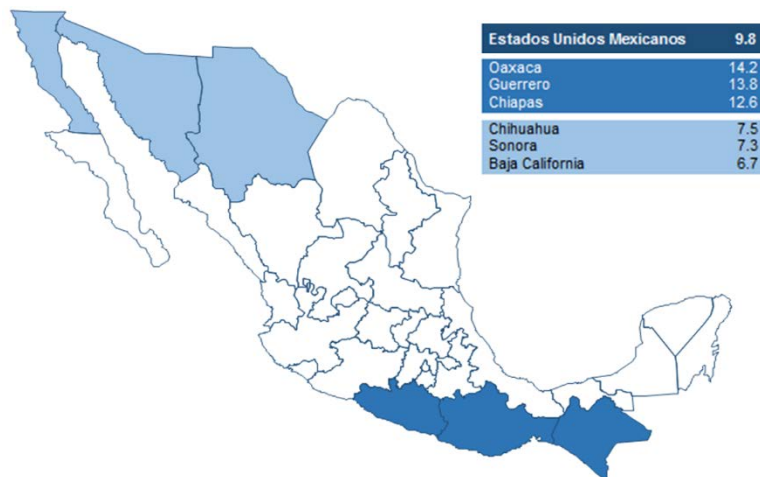 Estados Unidos Mexicanos 9.8
Oaxaca 14.2
Guerrero 13.8
Chiapas 12.6
Chihuahua 7.5
Sonora 7.3
Baja California 6.7